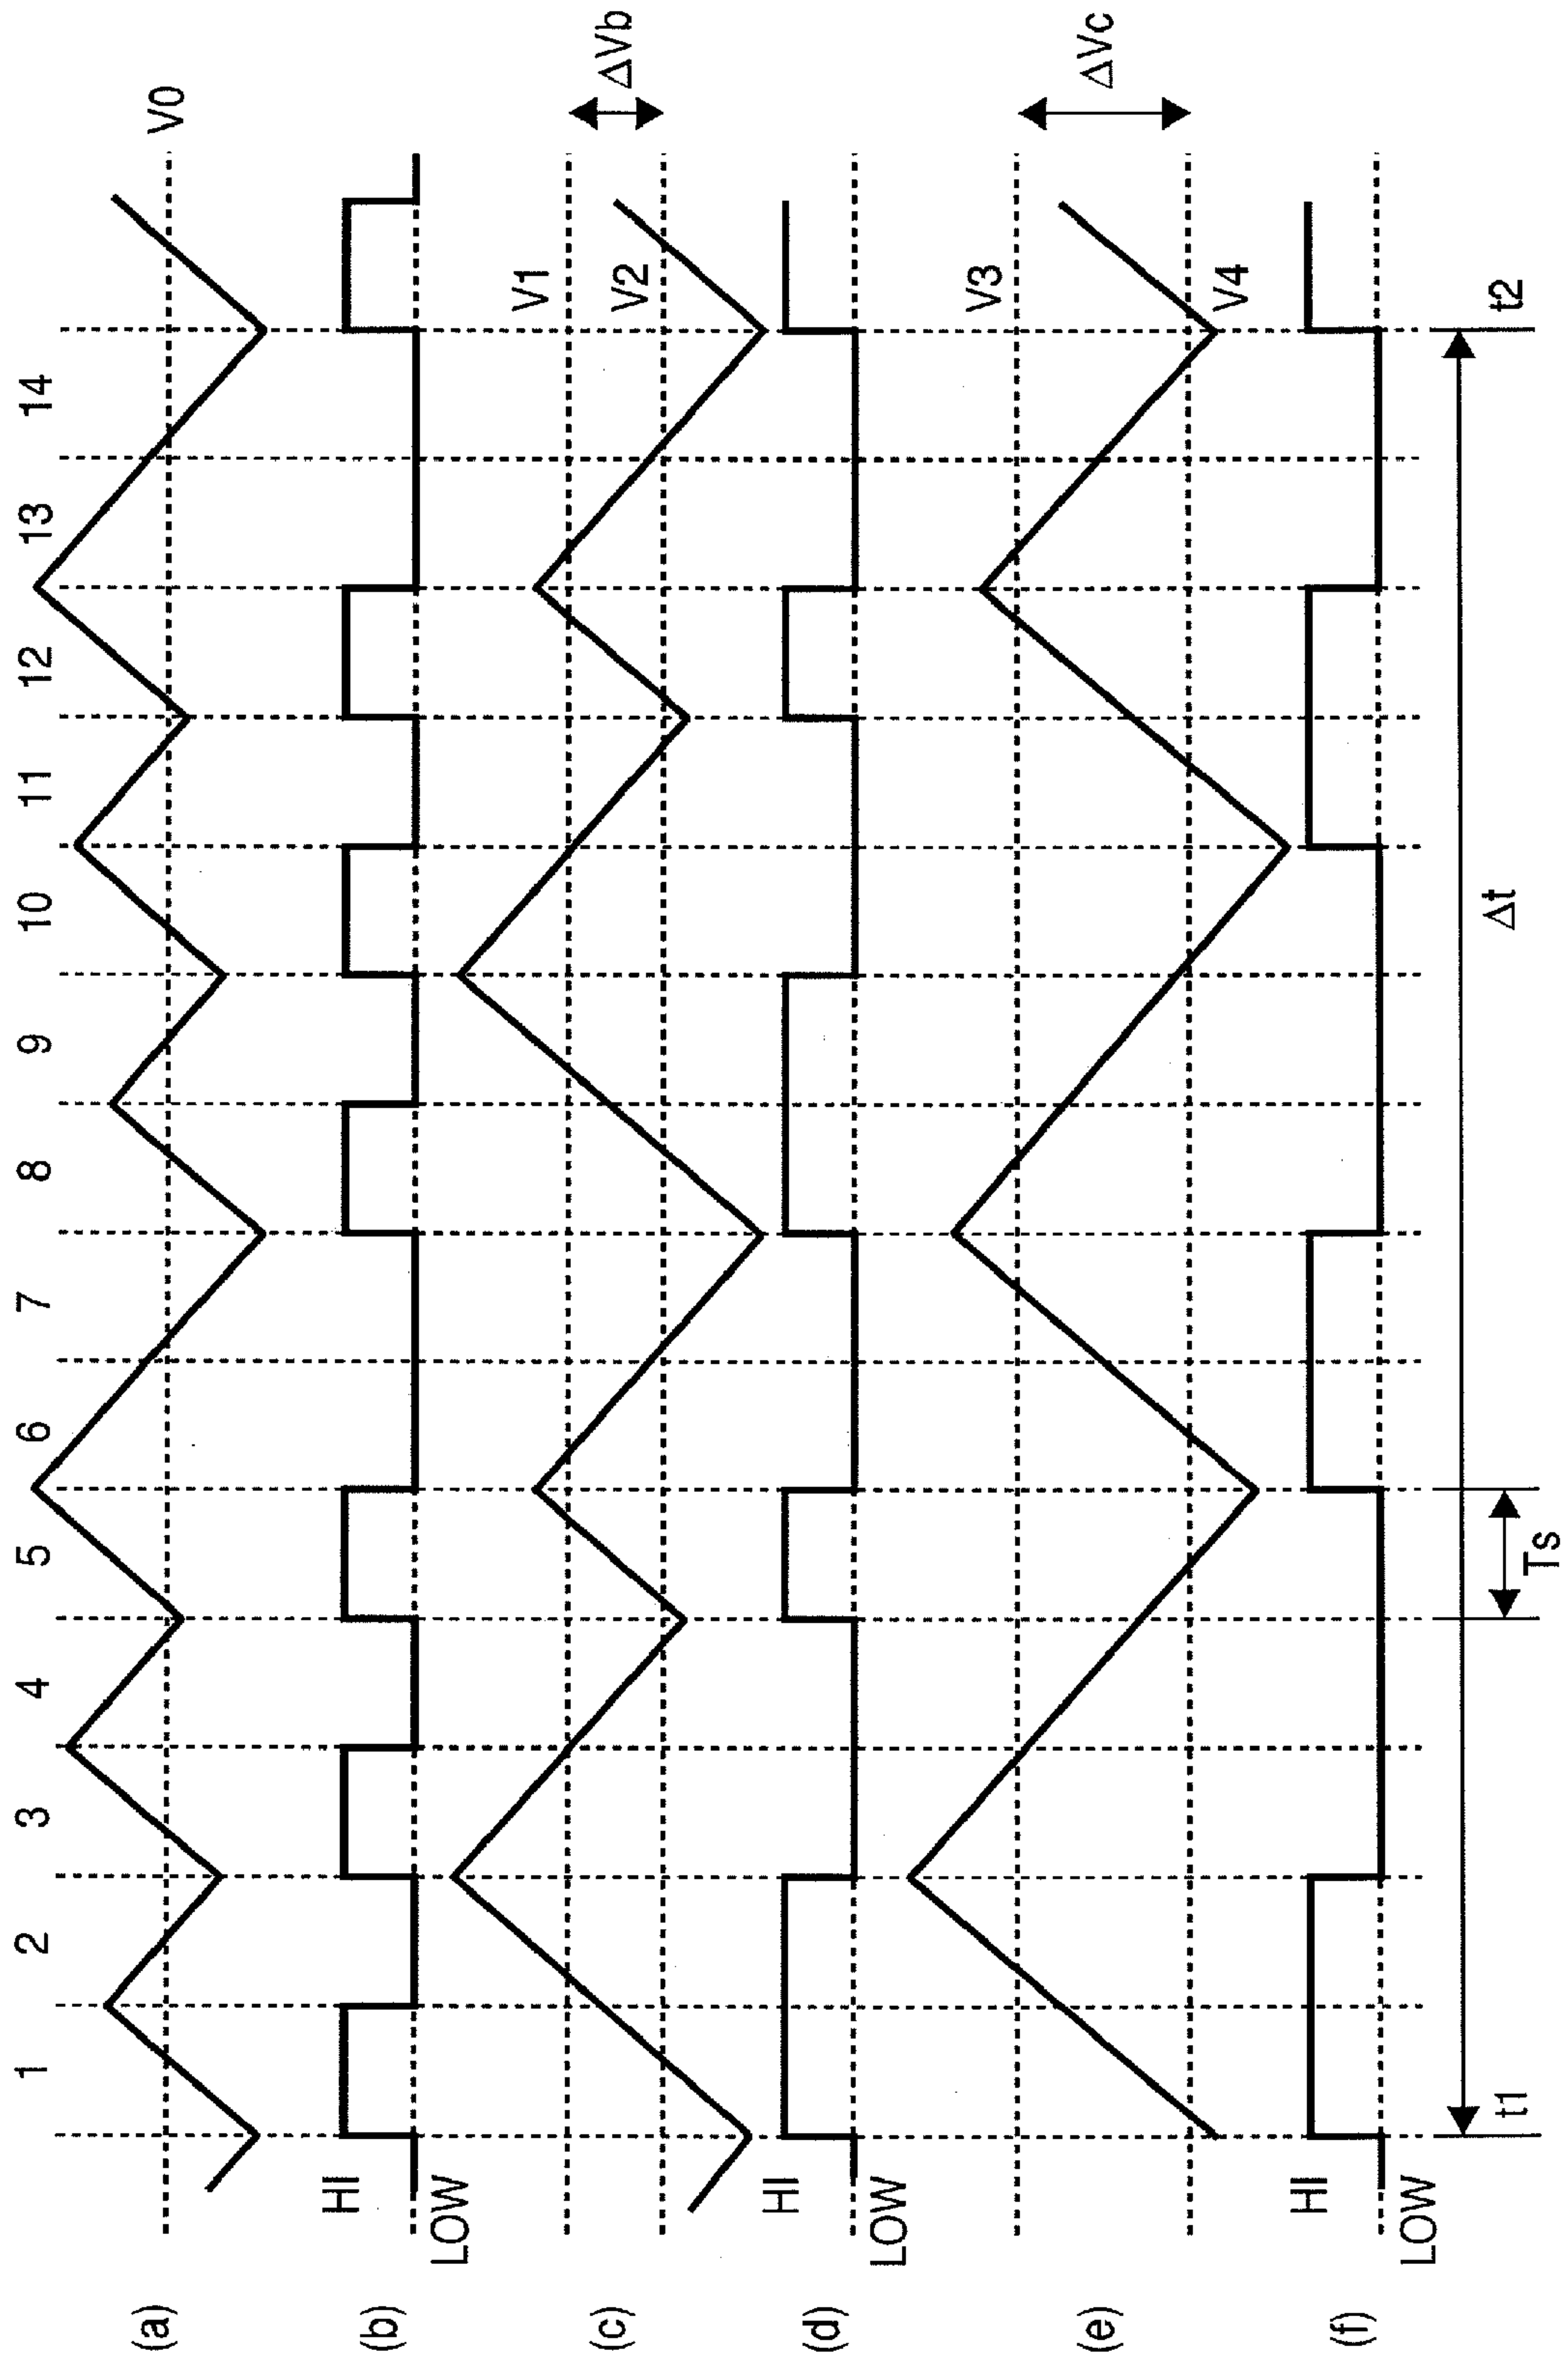 1 2 3 4 5 6 7 8 9 10 11 12 13 14
(a) V0
(b) HI
LOW
(c) V1
V2
ΔVb
(d) HI
LOW
(e) V3
V4
ΔVc
(f) HI
LOW
t1 Δt t2
Ts